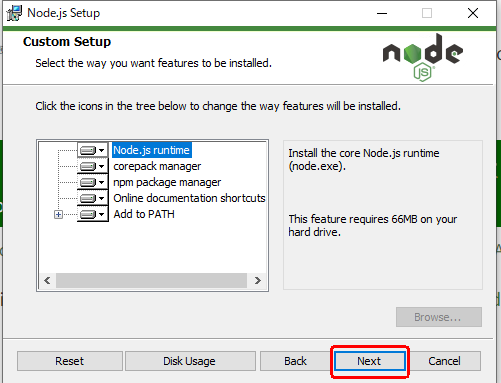 Node.js Setup
Custom Setup
Select the way you want features to be installed.
node
JS
Click the icons in the tree below to change the way features will be installed.
Node.js runtime
corepack manager
npm package manager
Online documentation shortcuts
Add to PATH
Install the core Node.js runtime
(node.exe).
This feature requires 66MB on your
hard drive.
Browse...
Reset
Disk Usage
Back
Next
Cancel